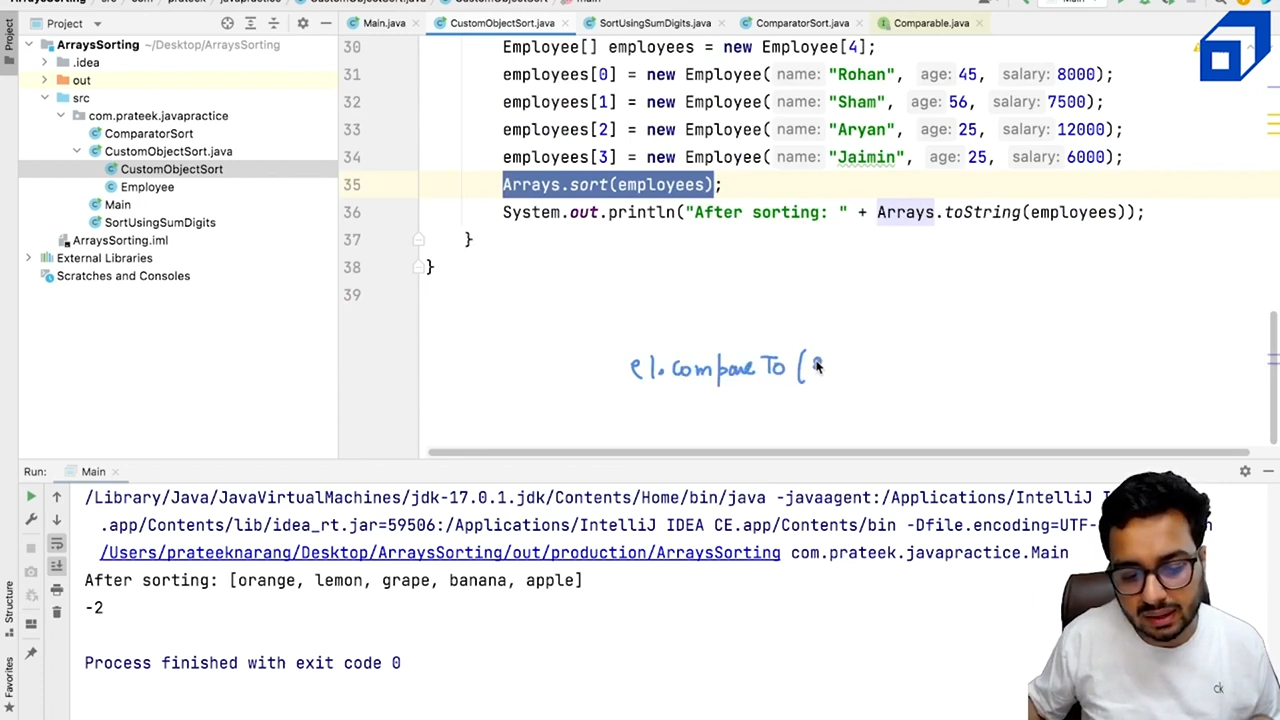 Project
Main.java
CustomObjectSort.java
SortUsingSumDigits.java
ComparatorSort.java
Comparable.java
Project
ArraysSorting ~/Desktop/ArraysSorting
.idea
out
src
com.prateek.javapractice
ComparatorSort
CustomObjectSort.java
CustomObjectSort
Employee
Main
SortUsingSumDigits
ArraysSorting.iml
External Libraries
Scratches and Consoles
30 Employee[] employees = new Employee[4];
31 employees[0] = new Employee( name: "Rohan", age: 45, salary: 8000);
32 employees[1] = new Employee( name: "Sham", age: 56, salary: 7500);
33 employees[2] = new Employee( name: "Aryan", age: 25, salary: 12000);
34 employees[3] = new Employee( name: "Jaimin", age: 25, salary: 6000);
35 Arrays.sort(employees);
36 System.out.println("After sorting: " + Arrays.toString(employees));
37 }
38 }
39
e1.compareTo (
Run: Main
/Library/Java/JavaVirtualMachines/jdk-17.0.1.jdk/Contents/Home/bin/java -javaagent:/Applications/IntelliJ
.app/Contents/lib/idea_rt.jar=59506:/Applications/IntelliJ IDEA CE.app/Contents/bin -Dfile.encoding=UTF-
/Users/prateeknarang/Desktop/ArraysSorting/out/production/ArraysSorting com.prateek.javapractice.Main
After sorting: [orange, lemon, grape, banana, apple]
-2
Process finished with exit code 0
Structure
Favorites
ck